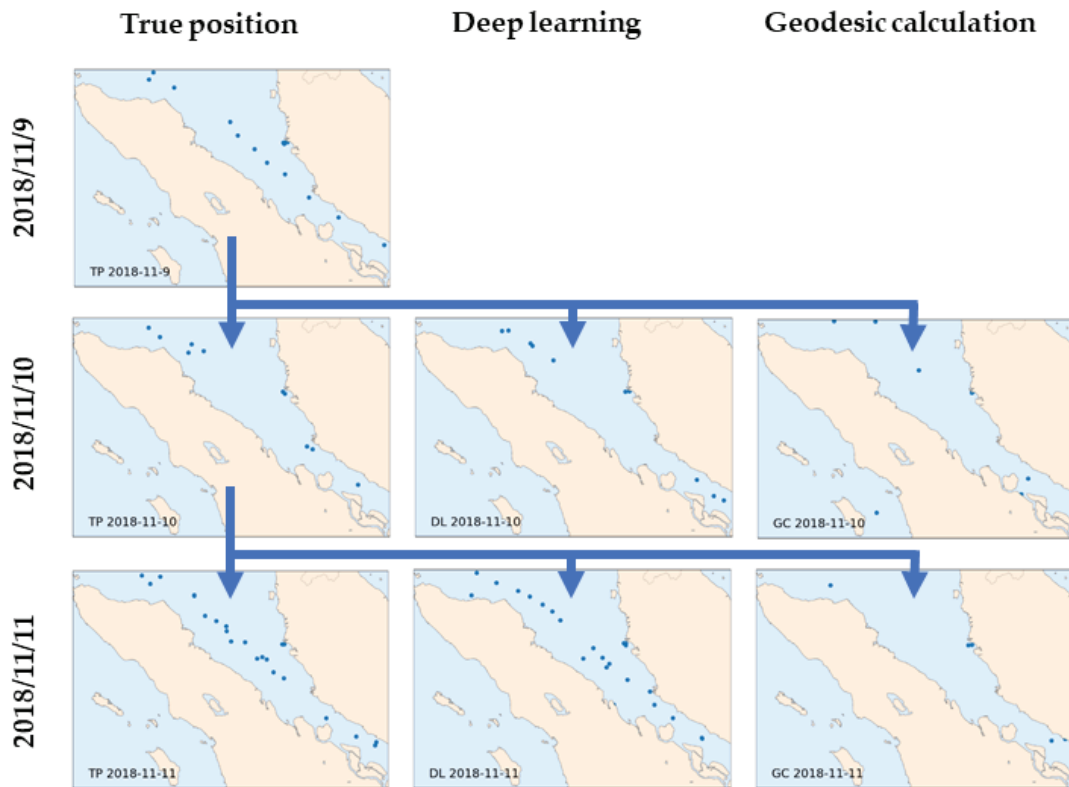 True position
Deep learning
Geodesic calculation
2018/11/9
TP 2018-11-9
2018/11/10
TP 2018-11-10
DL 2018-11-10
GC 2018-11-10
2018/11/11
TP 2018-11-11
DL 2018-11-11
GC 2018-11-11